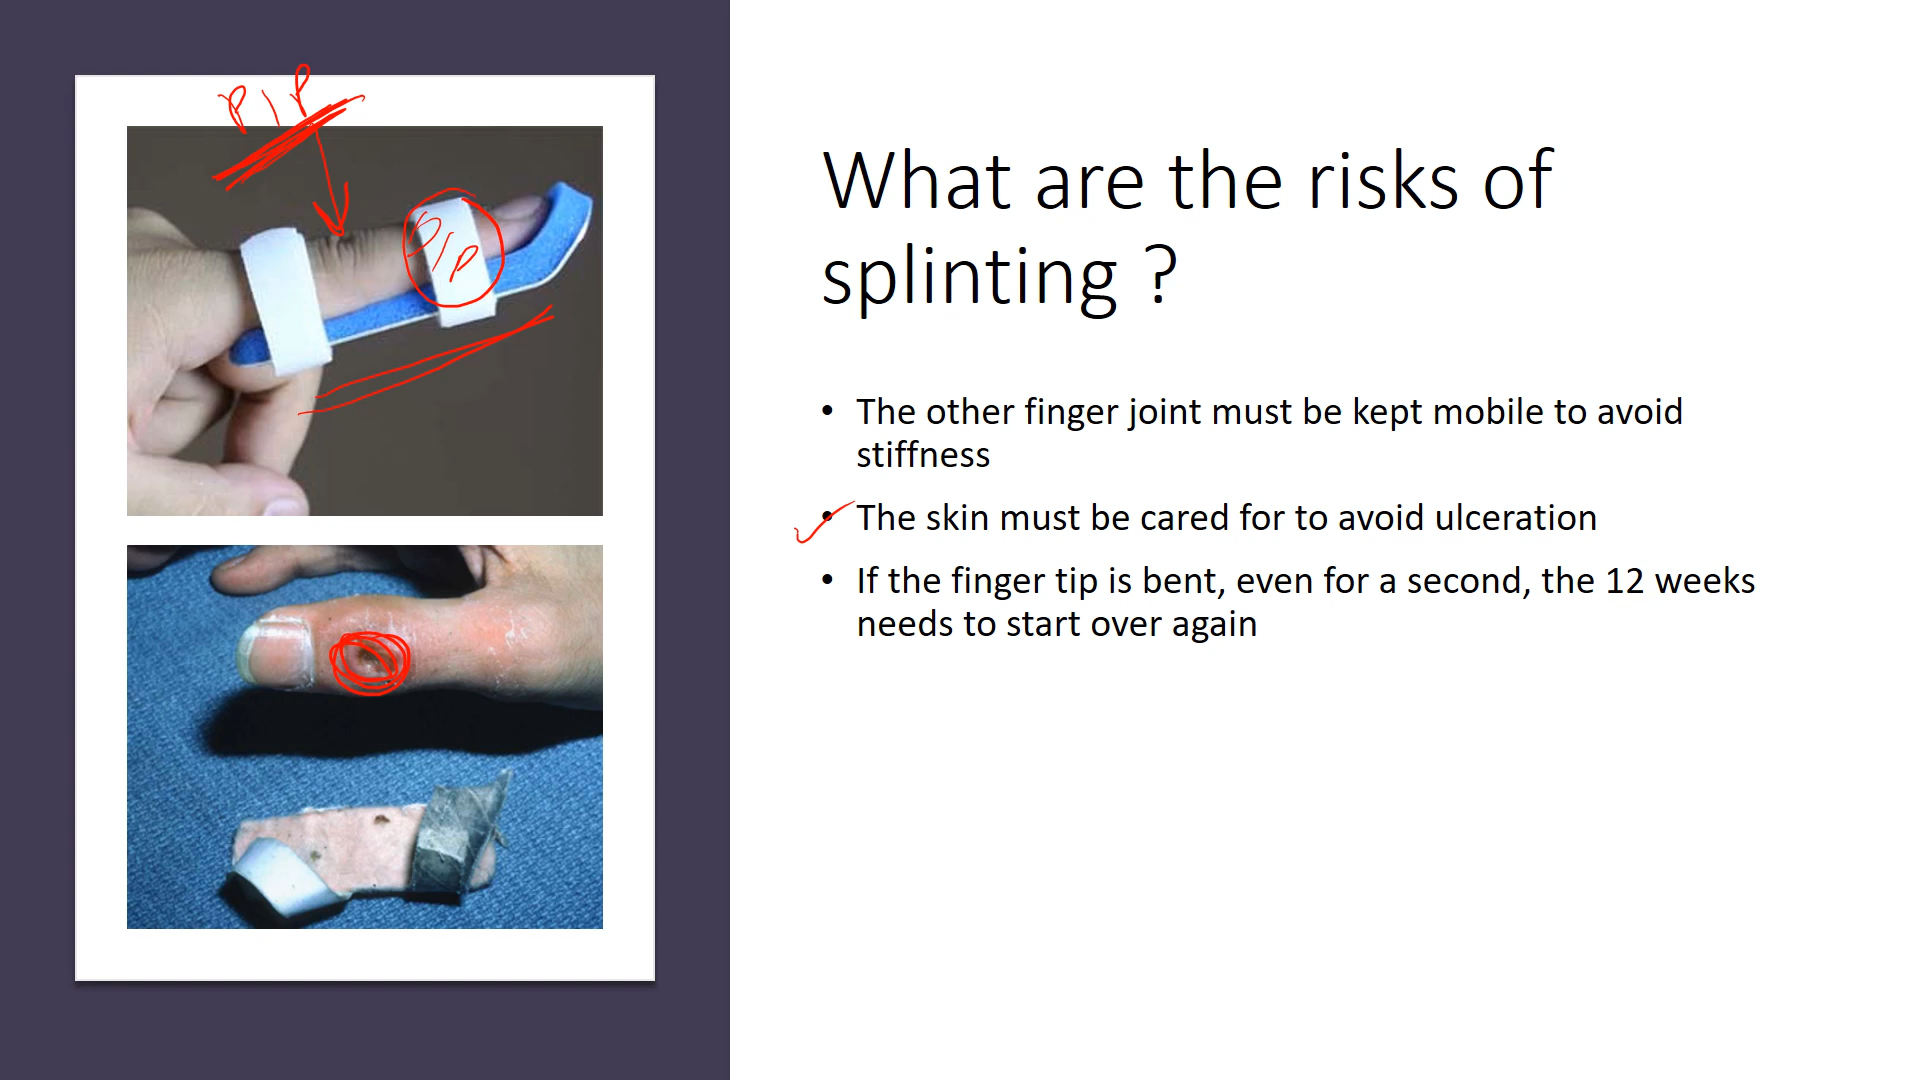 PIP
DIP
What are the risks of
splinting ?
• The other finger joint must be kept mobile to avoid
stiffness
• The skin must be cared for to avoid ulceration
• If the finger tip is bent, even for a second, the 12 weeks
needs to start over again